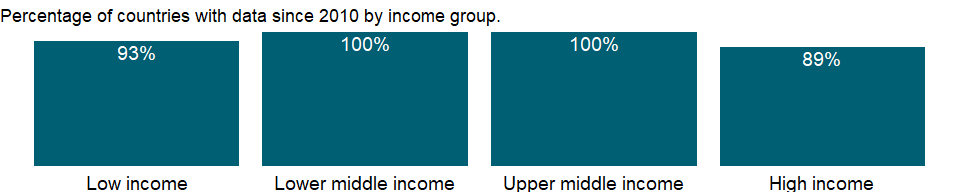 Percentage of countries with data since 2010 by income group.
93% 100% 100% 89%
Low income Lower middle income Upper middle income High income